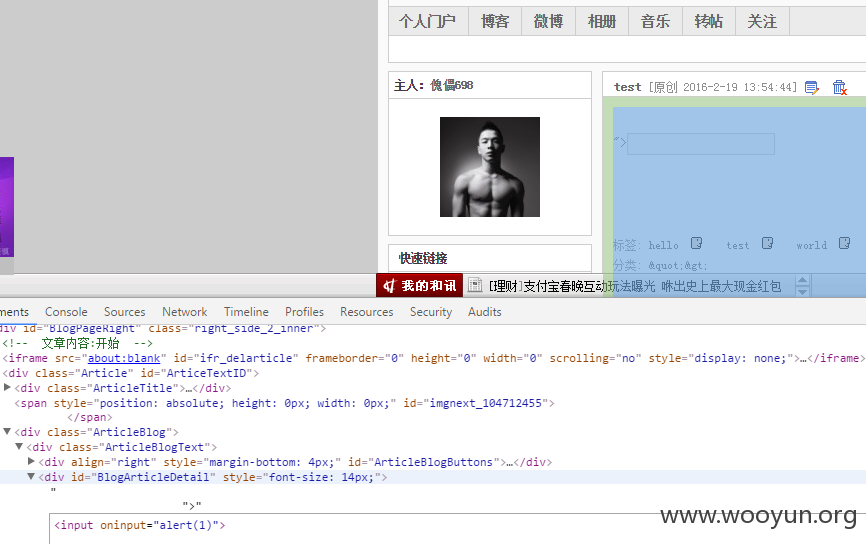 个人门户 博客 微博 相册 音乐 转帖 关注
主人：傀儡698
test [原创 2016-2-19 13:54:44]
">
标签: hello test world
分类: &quot;&gt;
快速链接
我的和讯 [理财]支付宝春晚互动玩法曝光 咻出史上最大现金红包
ments Console Sources Network Timeline Profiles Resources Security Audits
div id="BlogPageRight" class="right_side_2_inner">
<!-- 文章内容:开始 -->
<iframe src="about:blank" id="ifr_delarticle" frameborder="0" height="0" width="0" scrolling="no" style="display: none;">…</iframe>
<div class="Article" id="ArticeTextID">
<div class="ArticleTitle">…</div>
<span style="position: absolute; height: 0px; width: 0px;" id="imgnext_104712455">
</span>
<div class="ArticleBlog">
<div class="ArticleBlogText">
<div align="right" style="margin-bottom: 4px;" id="ArticleBlogButtons">…</div>
<div id="BlogArticleDetail" style="font-size: 14px;">
"
">"
<input oninput="alert(1)">
www.wooyun.org